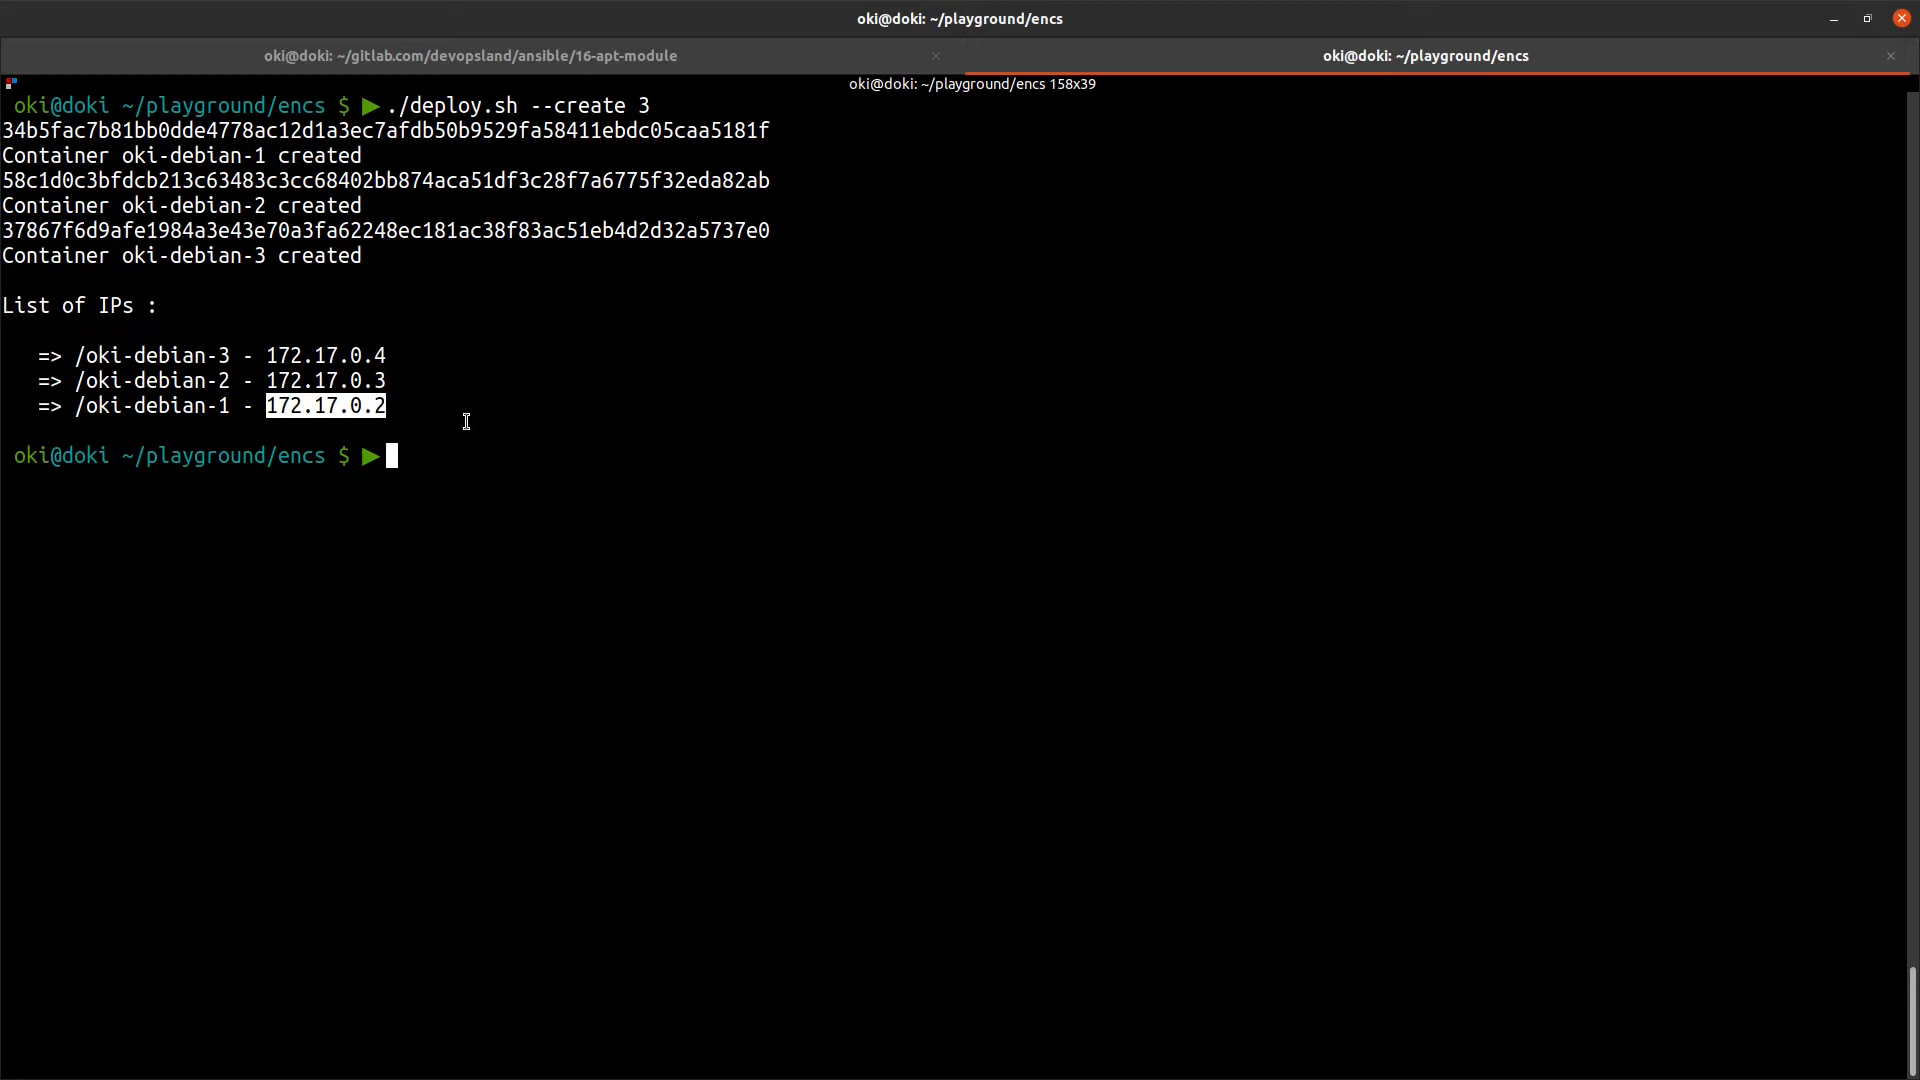 oki@doki: ~/playground/encs
oki@doki: ~/gitlab.com/devopsland/ansible/16-apt-module
oki@doki: ~/playground/encs
oki@doki: ~/playground/encs 158x39
oki@doki ~/playground/encs $ ▶ ./deploy.sh --create 3
34b5fac7b81bb0dde4778ac12d1a3ec7afdb50b9529fa58411ebdc05caa5181f
Container oki-debian-1 created
58c1d0c3bfdcb213c63483c3cc68402bb874aca51df3c28f7a6775f32eda82ab
Container oki-debian-2 created
37867f6d9afe1984a3e43e70a3fa62248ec181ac38f83ac51eb4d2d32a5737e0
Container oki-debian-3 created
List of IPs :
=> /oki-debian-3 - 172.17.0.4
=> /oki-debian-2 - 172.17.0.3
=> /oki-debian-1 - 172.17.0.2
oki@doki ~/playground/encs $ ▶